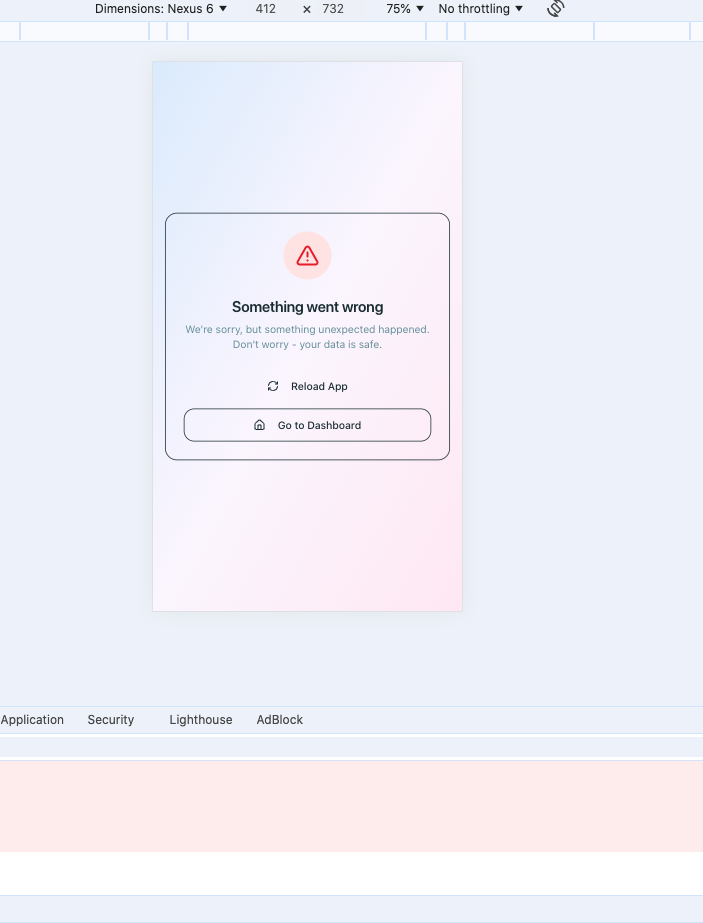 Dimensions: Nexus 6 ▼ 412 × 732 75% ▼ No throttling ▼
Something went wrong
We're sorry, but something unexpected happened.
Don't worry - your data is safe.
Reload App
Go to Dashboard
Application Security Lighthouse AdBlock